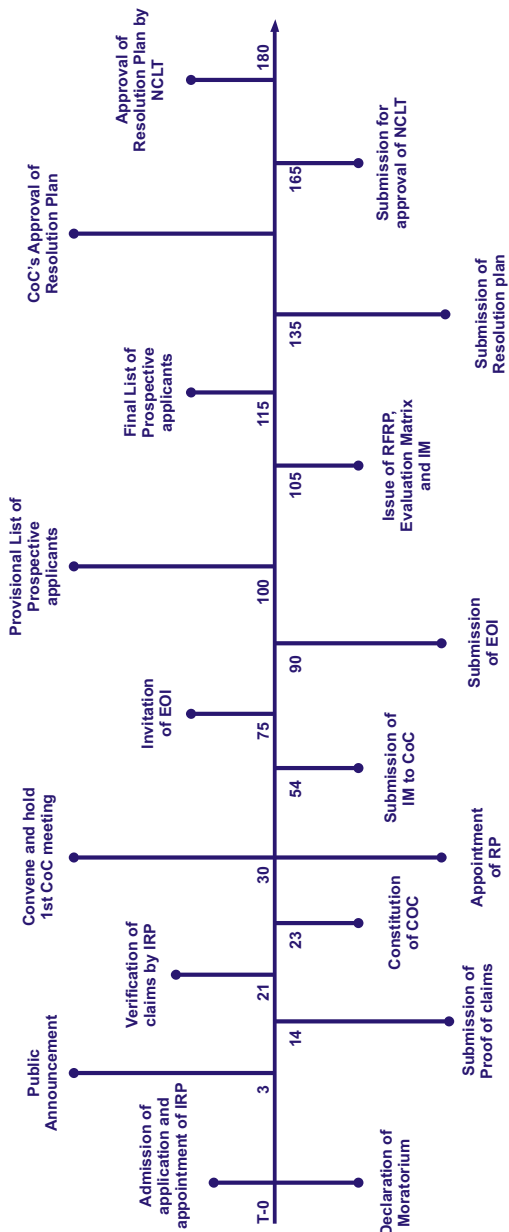 Admission of
application and
appointment of IRP
T-0
Declaration of
Moratorium
Public
Announcement
3
14
Submission of
Proof of claims
Verification of
claims by IRP
21
23
Constitution
of COC
Convene and hold
1st CoC meeting
30
Appointment
of RP
54
Submission of
IM to CoC
Invitation
of EOI
75
90
Submission
of EOI
Provisional List of
Prospective
applicants
100
105
Issue of RFRP,
Evaluation Matrix
and IM
Final List of
Prospective
applicants
115
135
Submission of
Resolution plan
CoC's Approval of
Resolution Plan
165
Submission for
approval of NCLT
Approval of
Resolution Plan by
NCLT
180